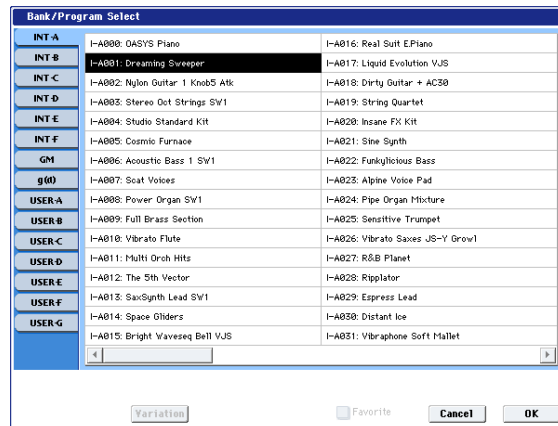 Bank/Program Select
INT-A
INT-B
INT-C
INT-D
INT-E
INT-F
GM
g(d)
USER-A
USER-B
USER-C
USER-D
USER-E
USER-F
USER-G
I-A000: OASYS Piano
I-A001: Dreaming Sweeper
I-A002: Nylon Guitar 1 Knob5 Atk
I-A003: Stereo Oct Strings SW1
I-A004: Studio Standard Kit
I-A005: Cosmic Furnace
I-A006: Acoustic Bass 1 SW1
I-A007: Scat Voices
I-A008: Power Organ SW1
I-A009: Full Brass Section
I-A010: Vibrato Flute
I-A011: Multi Orch Hits
I-A012: The 5th Vector
I-A013: SaxSynth Lead SW1
I-A014: Space Gliders
I-A015: Bright Waveseq Bell VJS
I-A016: Real Suit E.Piano
I-A017: Liquid Evolution VJS
I-A018: Dirty Guitar + AC30
I-A019: String Quartet
I-A020: Insane FX Kit
I-A021: Sine Synth
I-A022: Funkylicious Bass
I-A023: Alpine Voice Pad
I-A024: Pipe Organ Mixture
I-A025: Sensitive Trumpet
I-A026: Vibrato Saxes JS-Y Growl
I-A027: R&B Planet
I-A028: Ripplator
I-A029: Espress Lead
I-A030: Distant Ice
I-A031: Vibraphone Soft Mallet
Variation
Favorite
Cancel
OK